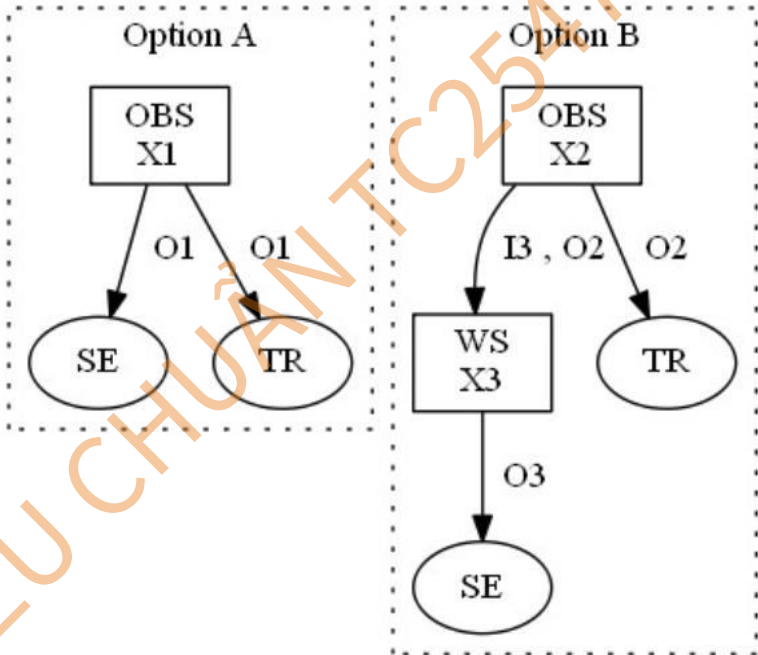 Option A
OBS
X1
O1
O1
SE
TR
Option B
OBS
X2
I3 , O2
O2
WS
X3
TR
O3
SE